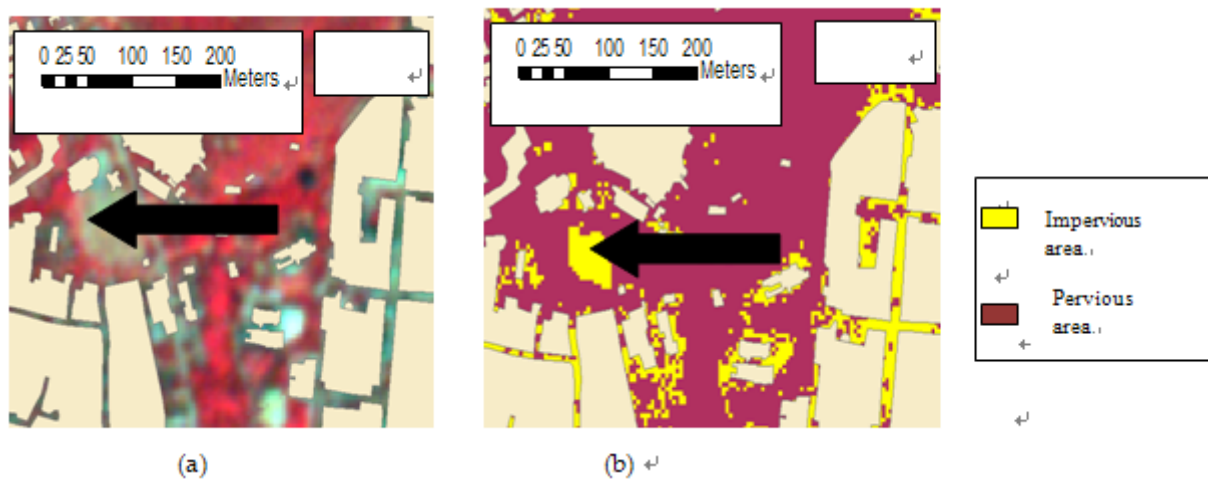 0 25 50 100 150 200
Meters ↵
↵
0 25 50 100 150 200
Meters ↵
↵
↵
Impervious
area.↵
↵
Pervious
area.↵
↵
↵
(a)
(b) ↵